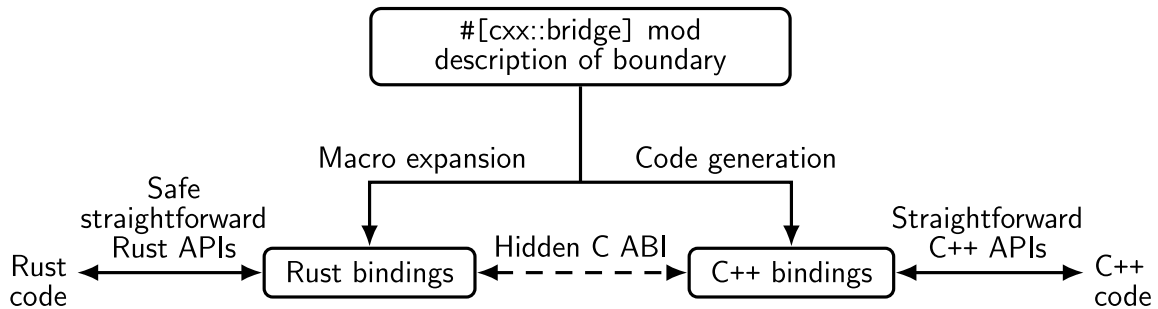 #[cxx::bridge] mod
description of boundary
Macro expansion
Code generation
Safe
straightforward
Rust APIs
Straightforward
C++ APIs
Hidden C ABI
Rust
code
Rust bindings
C++ bindings
C++
code